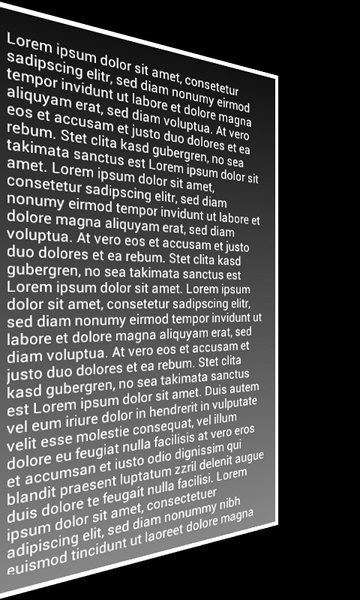 Lorem ipsum dolor sit amet, consetetur
sadipscing elitr, sed diam nonumy eirmod
tempor invidunt ut labore et dolore magna
aliquyam erat, sed diam voluptua. At vero
eos et accusam et justo duo dolores et ea
rebum. Stet clita kasd gubergren, no sea
takimata sanctus est Lorem ipsum dolor sit
amet. Lorem ipsum dolor sit amet,
consetetur sadipscing elitr, sed diam
nonumy eirmod tempor invidunt ut labore et
dolore magna aliquyam erat, sed diam
voluptua. At vero eos et accusam et justo
duo dolores et ea rebum. Stet clita kasd
gubergren, no sea takimata sanctus est
Lorem ipsum dolor sit amet. Lorem ipsum
dolor sit amet, consetetur sadipscing elitr,
sed diam nonumy eirmod tempor invidunt ut
labore et dolore magna aliquyam erat, sed
diam voluptua. At vero eos et accusam et
justo duo dolores et ea rebum. Stet clita
kasd gubergren, no sea takimata sanctus
est Lorem ipsum dolor sit amet. Duis autem
vel eum iriure dolor in hendrerit in vulputate
velit esse molestie consequat, vel illum
dolore eu feugiat nulla facilisis at vero eros
et accumsan et iusto odio dignissim qui
blandit praesent luptatum zzril delenit augue
duis dolore te feugait nulla facilisi. Lorem
ipsum dolor sit amet, consectetuer
adipiscing elit, sed diam nonummy nibh
euismod tincidunt ut laoreet dolore magna